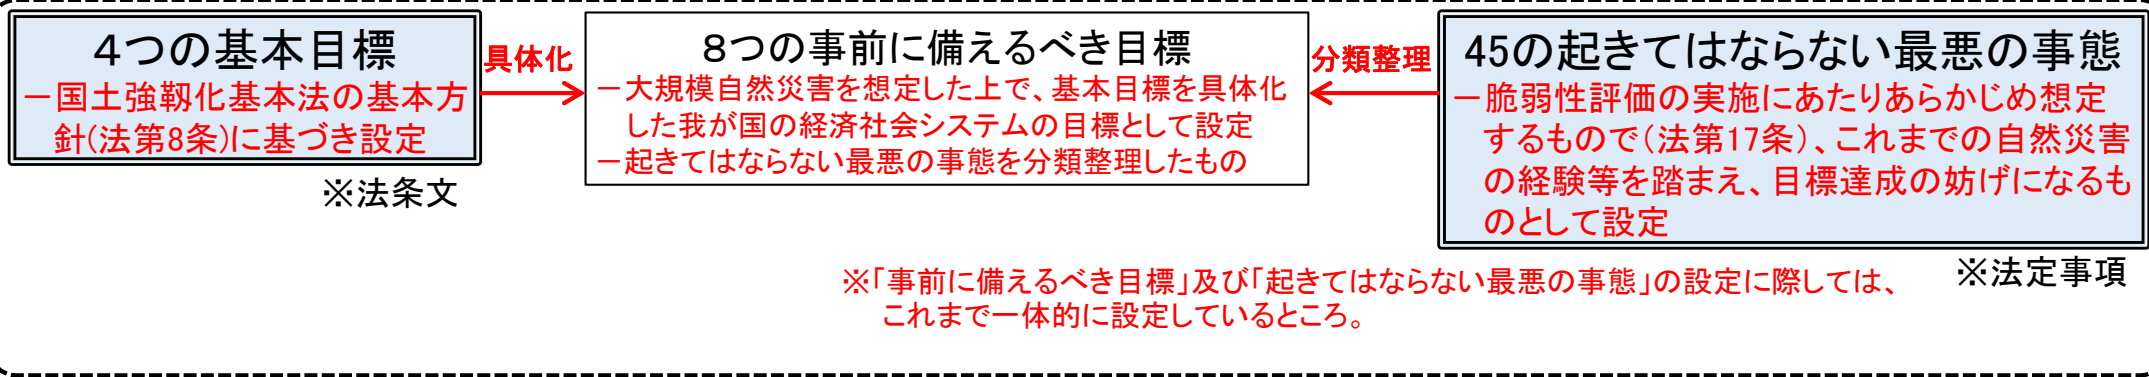 ４つの基本目標
－国土強靱化基本法の基本方
針(法第8条)に基づき設定
※法条文
具体化
８つの事前に備えるべき目標
－大規模自然災害を想定した上で、基本目標を具体化
した我が国の経済社会システムの目標として設定
－起きてはならない最悪の事態を分類整理したもの
分類整理
45の起きてはならない最悪の事態
－脆弱性評価の実施にあたりあらかじめ想定
するもので(法第17条)、これまでの自然災害
の経験等を踏まえ、目標達成の妨げになるも
のとして設定
※法定事項
※「事前に備えるべき目標」及び「起きてはならない最悪の事態」の設定に際しては、
これまで一体的に設定しているところ。